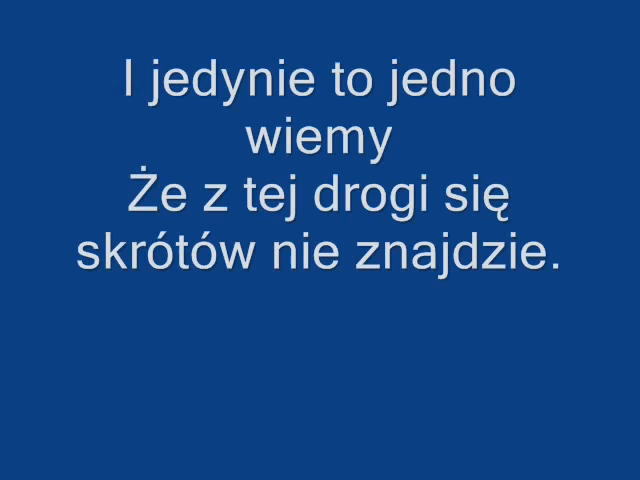 I jedynie to jedno
wiemy
Że z tej drogi się
skrótów nie znajdzie.